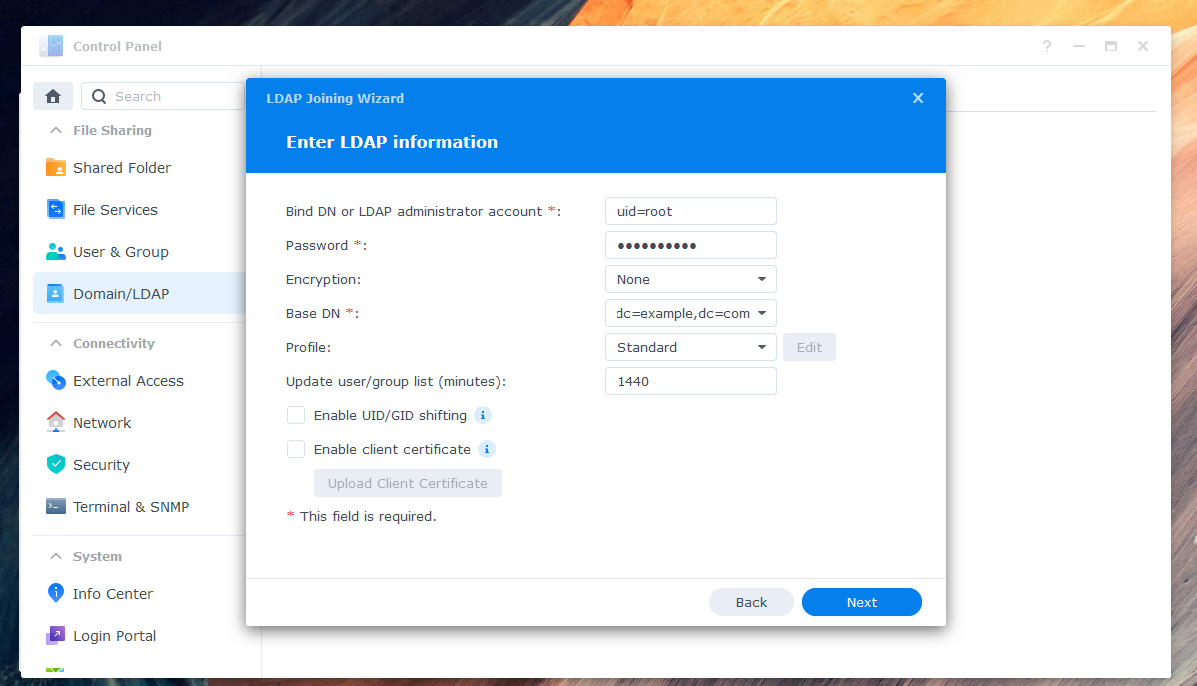 Control Panel
Search
File Sharing
Shared Folder
File Services
User & Group
Domain/LDAP
Connectivity
External Access
Network
Security
Terminal & SNMP
System
Info Center
Login Portal
LDAP Joining Wizard
Enter LDAP information
Bind DN or LDAP administrator account *: uid=root
Password *: ••••••••••
Encryption: None
Base DN *: dc=example,dc=com
Profile: Standard Edit
Update user/group list (minutes): 1440
Enable UID/GID shifting
Enable client certificate
Upload Client Certificate
* This field is required.
Back Next